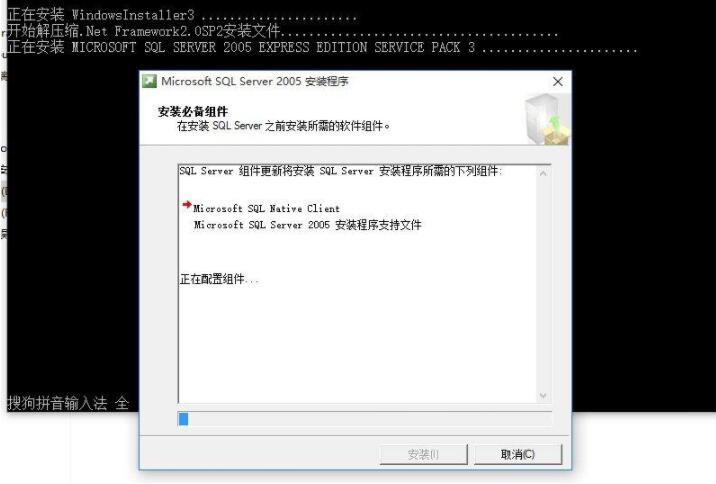 正在安装 WindowsInstaller3 ......................
开始解压缩.Net Framework2.0SP2安装文件.......................................
正在安装 MICROSOFT SQL SERVER 2005 EXPRESS EDITION SERVICE PACK 3 ......................
Microsoft SQL Server 2005 安装程序
安装必备组件
在安装 SQL Server 之前安装所需的软件组件。
SQL Server 组件更新将安装 SQL Server 安装程序所需的下列组件:
Microsoft SQL Native Client
Microsoft SQL Server 2005 安装程序支持文件
正在配置组件...
搜狗拼音输入法 全
安装(I)
取消(C)